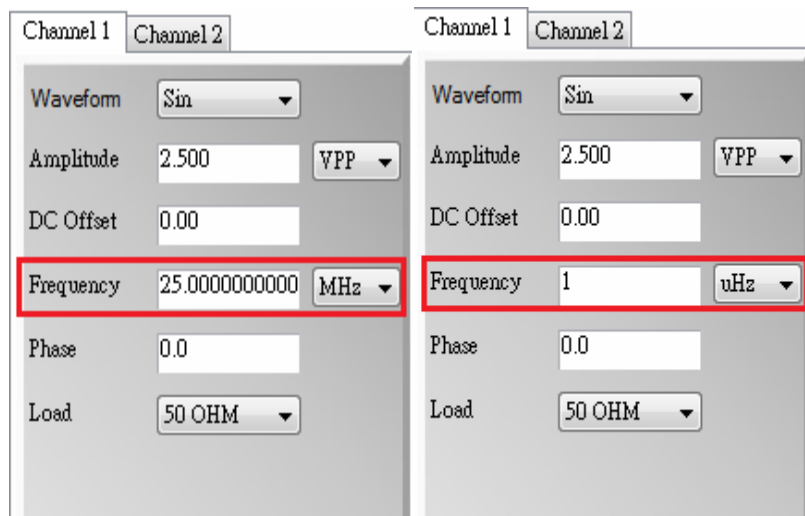 Channel 1 Channel 2
Waveform Sin
Amplitude 2.500 VPP
DC Offset 0.00
Frequency 25.0000000000 MHz
Phase 0.0
Load 50 OHM
Channel 1 Channel 2
Waveform Sin
Amplitude 2.500 VPP
DC Offset 0.00
Frequency 1 uHz
Phase 0.0
Load 50 OHM